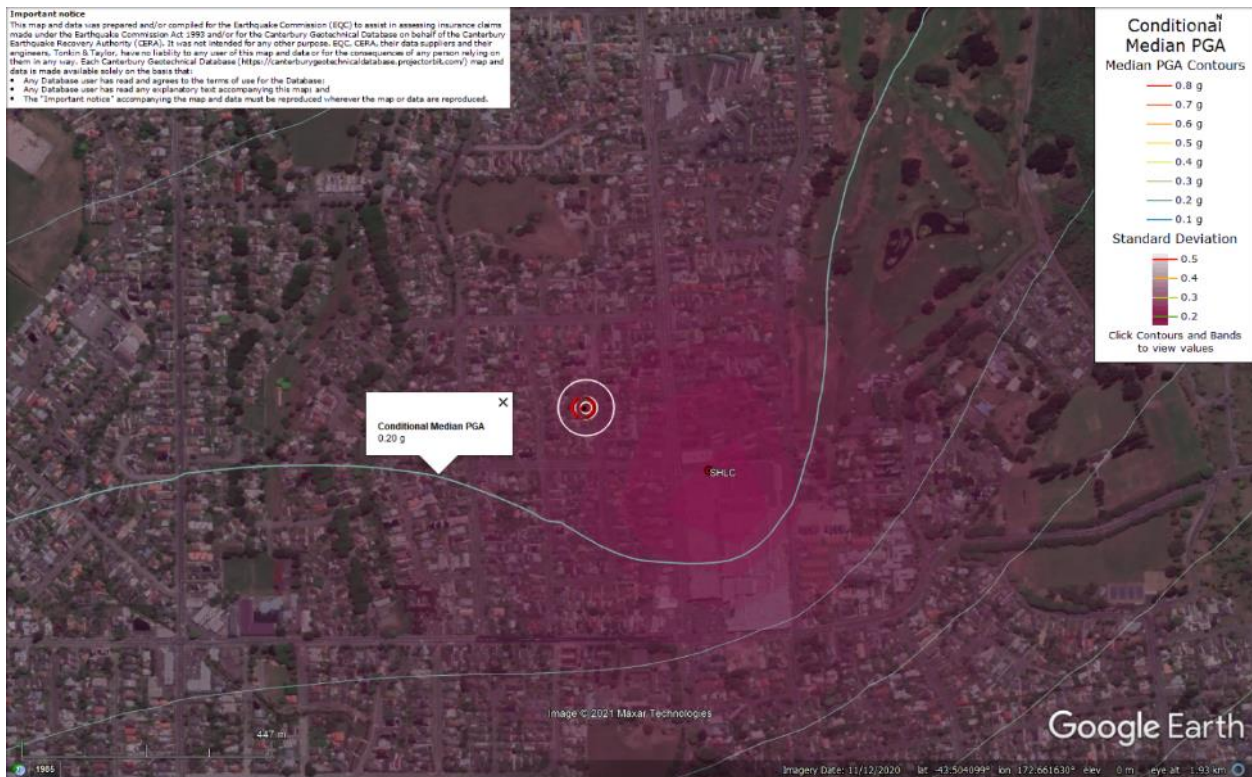 Important notice
This map and data was prepared and/or compiled for the Earthquake Commission (EQC) to assist in assessing insurance claims
made under the Earthquake Commission Act 1993 and/or for the Canterbury Geotechnical Database on behalf of the Canterbury
Earthquake Recovery Authority (CERA). It was not intended for any other purpose. EQC, CERA, their data suppliers and their
engineers, Tonkin & Taylor, have no liability to any user of this map and data or for the consequences of any person relying on
them in any way. Each Canterbury Geotechnical Database (https://canterburygeotechnicaldatabase.projectorbit.com/) map and
data is made available solely on the basis that:
• Any Database user has read and agrees to the terms of use for the Database;
• Any Database user has read any explanatory text accompanying this map; and
• The "Important notice" accompanying the map and data must be reproduced wherever the map or data are reproduced.
N
Conditional
Median PGA
Median PGA Contours
0.8 g
0.7 g
0.6 g
0.5 g
0.4 g
0.3 g
0.2 g
0.1 g
Standard Deviation
0.5
0.4
0.3
0.2
Click Contours and Bands
to view values
Conditional Median PGA
0.20 g
SHLC
Image © 2021 Maxar Technologies
447 m
Google Earth
1985
Imagery Date: 11/12/2020 lat -43.504099° lon 172.661630° elev 0 m eye alt 1.93 km